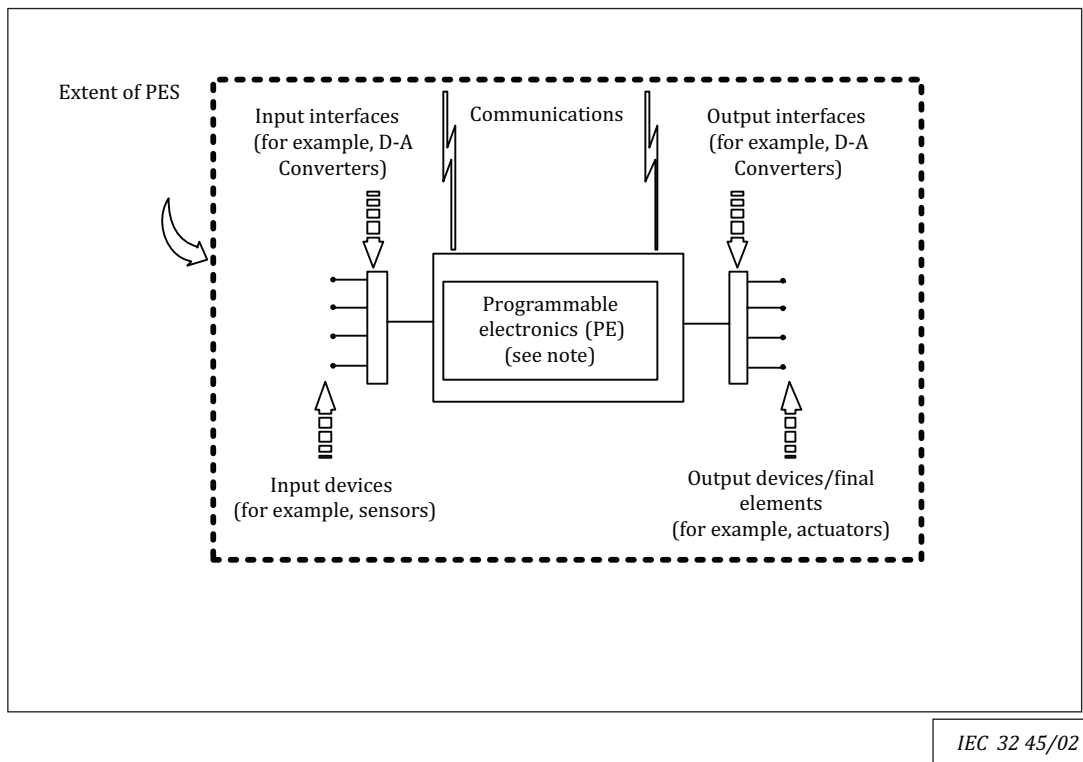 Extent of PES
Input interfaces
(for example, D-A
Converters)
Communications
Output interfaces
(for example, D-A
Converters)
Programmable
electronics (PE)
(see note)
Input devices
(for example, sensors)
Output devices/final
elements
(for example, actuators)
IEC 32 45/02